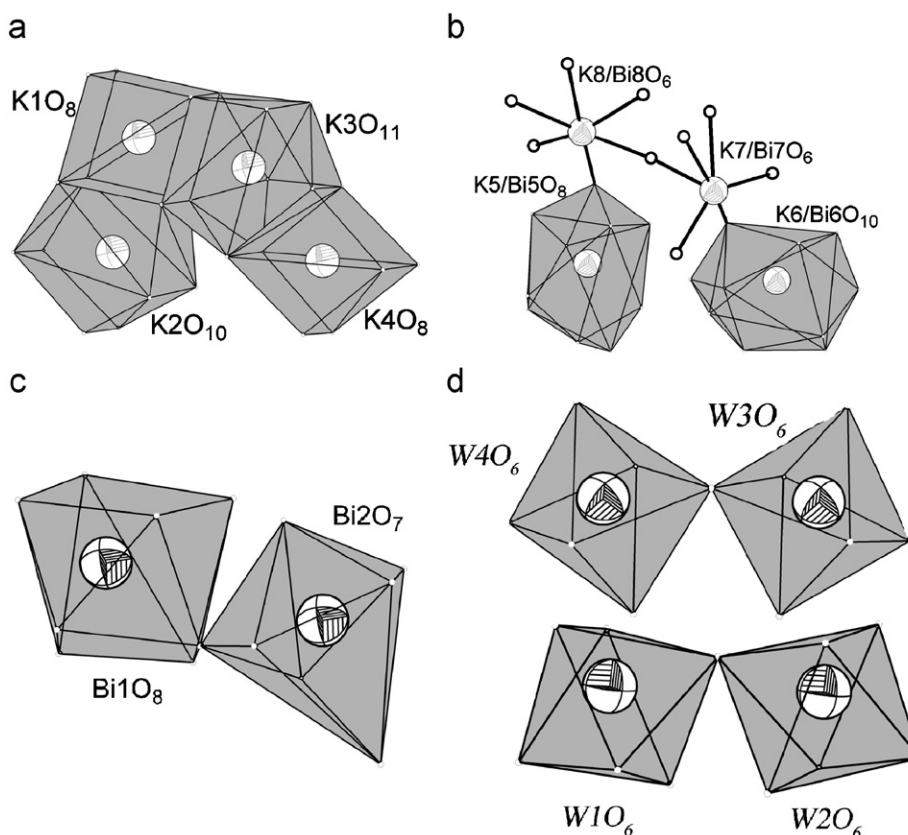 a
K1O₈
K3O₁₁
K2O₁₀
K4O₈
b
K8/Bi8O₆
K7/Bi7O₆
K5/Bi5O₈
K6/Bi6O₁₀
c
Bi2O₇
Bi1O₈
d
W3O₆
W4O₆
W1O₆
W2O₆